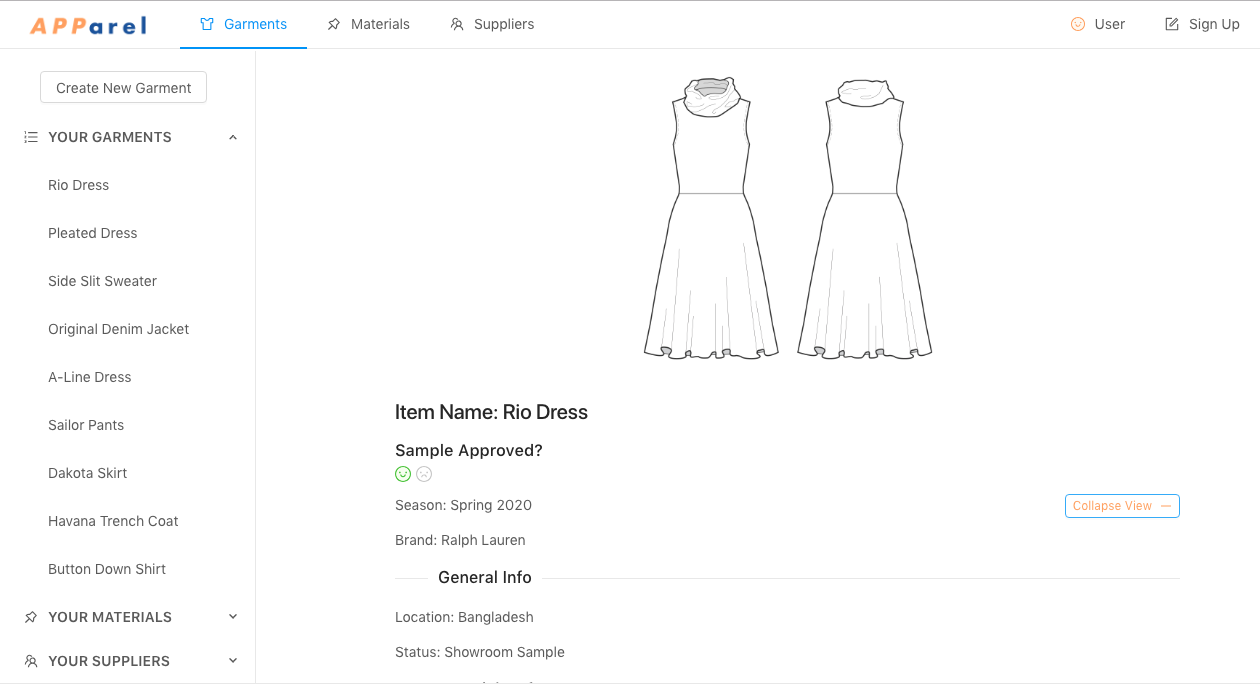 APParel
Garments
Materials
Suppliers
User
Sign Up
Create New Garment
YOUR GARMENTS
Rio Dress
Pleated Dress
Side Slit Sweater
Original Denim Jacket
A-Line Dress
Sailor Pants
Dakota Skirt
Havana Trench Coat
Button Down Shirt
YOUR MATERIALS
YOUR SUPPLIERS
Item Name: Rio Dress
Sample Approved?
Season: Spring 2020
Collapse View
Brand: Ralph Lauren
General Info
Location: Bangladesh
Status: Showroom Sample